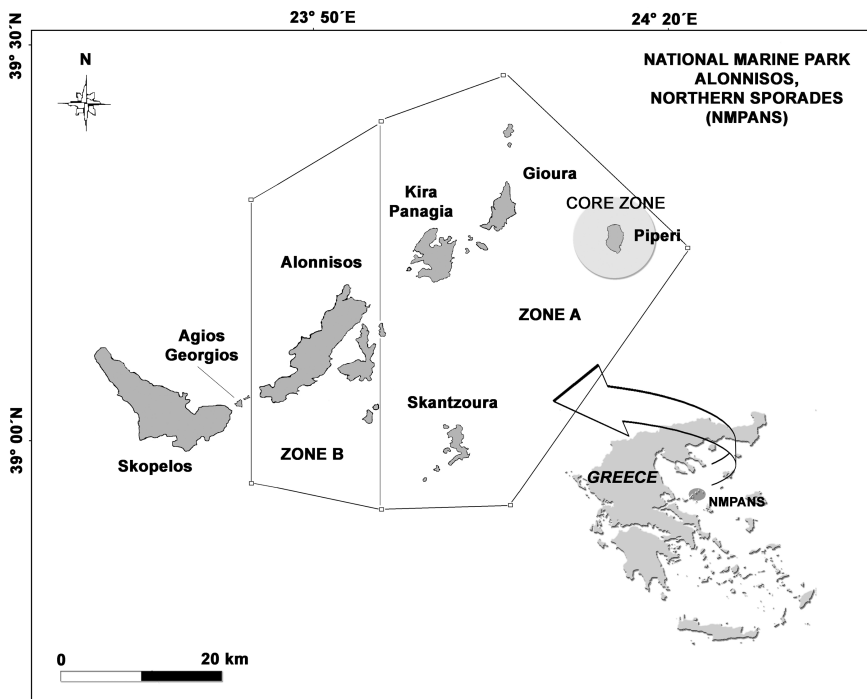 23° 50´E
24° 20´E
39° 30´N
N
NATIONAL MARINE PARK
ALONNISOS,
NORTHERN SPORADES
(NMPANS)
Gioura
Kira
Panagia
CORE ZONE
Piperi
Alonnisos
ZONE A
Agios
Georgios
Skantzoura
39° 00´N
ZONE B
Skopelos
GREECE
NMPANS
0
20 km